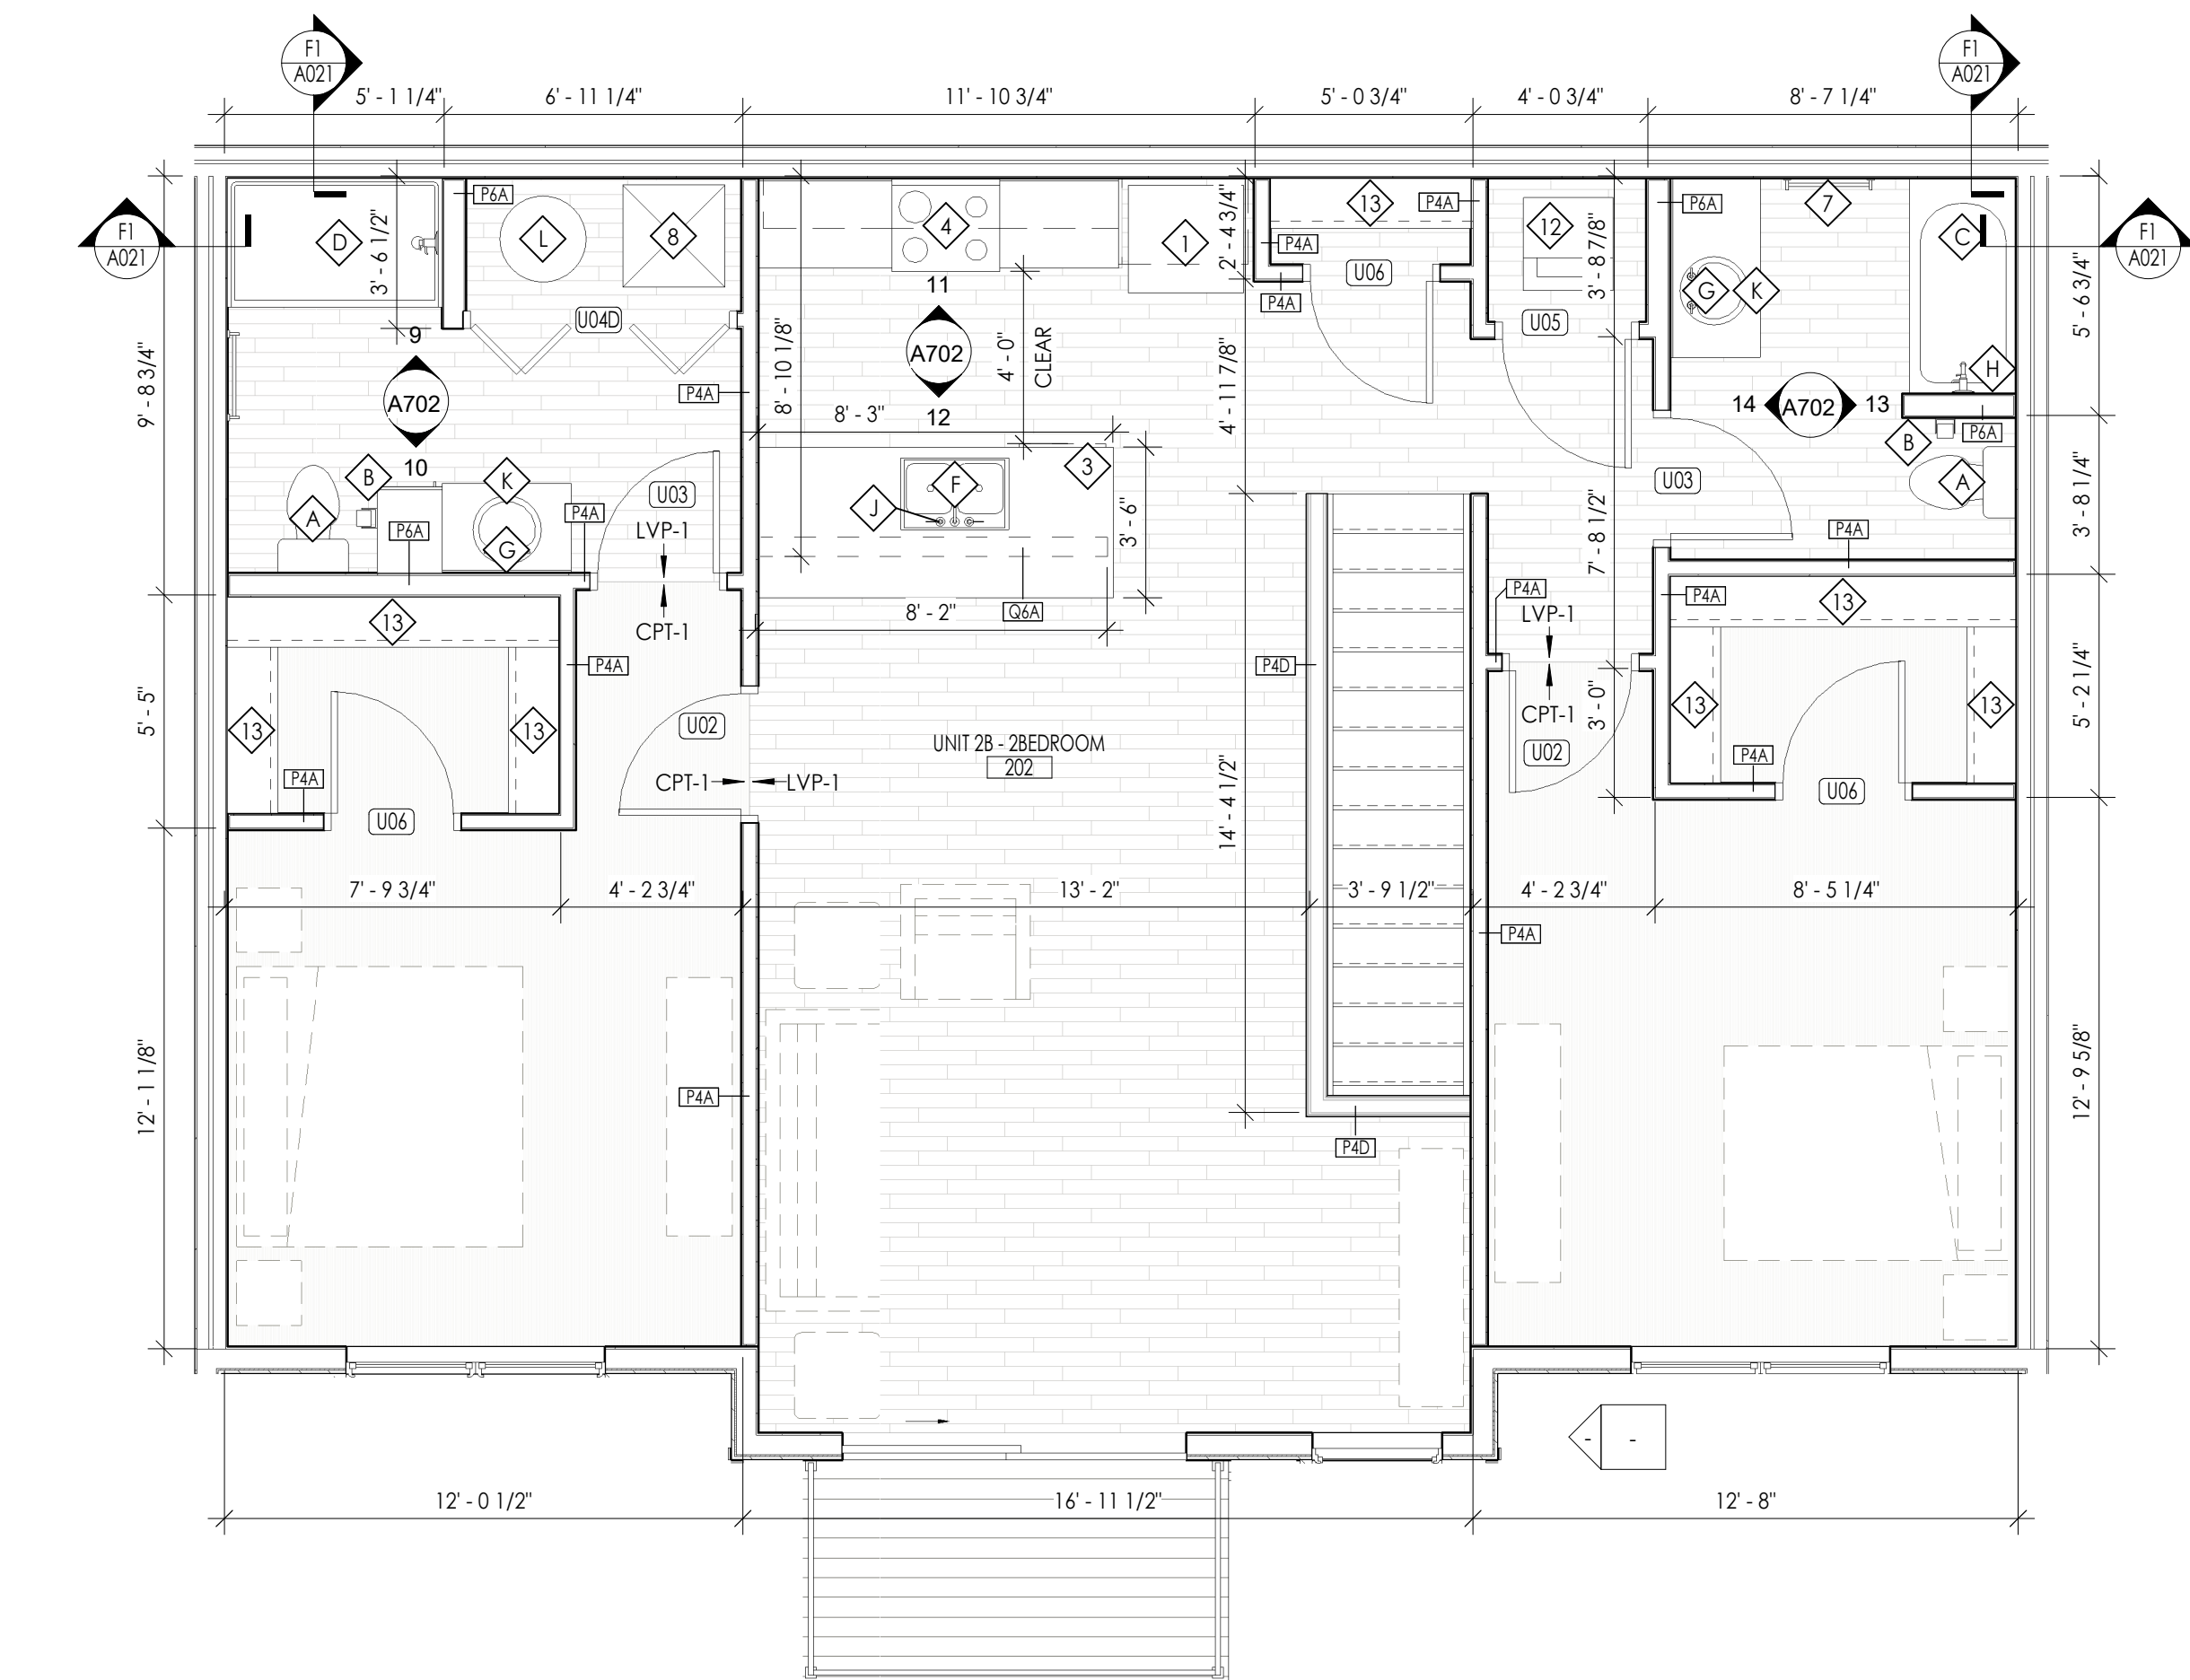 F1
A021
F1
A021
5' - 1 1/4"
6' - 11 1/4"
11' - 10 3/4"
5' - 0 3/4"
4' - 0 3/4"
8' - 7 1/4"
F1
A021
F1
A021
P6A
D
3' - 6 1/2"
L
8
4
1
2' - 4 3/4"
13
P4A
P4A
P4A
U06
12
3' - 8 7/8"
U05
P6A
7
C
G
K
H
5' - 6 3/4"
9' - 8 3/4"
U04D
9
A702
10
P4A
8' - 10 1/8"
11
A702
12
4' - 0"
CLEAR
8' - 3"
4' - 11 7/8"
14
A702
13
P6A
B
A
3' - 8 1/4"
A
B
K
G
P6A
P4A
U03
LVP-1
CPT-1
J
F
3
3' - 6"
Q6A
8' - 2"
U03
7' - 8 1/2"
P4A
P4A
LVP-1
CPT-1
P4A
13
13
13
13
P4A
P4A
U06
5' - 5"
U02
CPT-1
LVP-1
UNIT 2B - 2BEDROOM
202
P4D
14' - 4 1/2"
3' - 0"
U02
13
13
P4A
U06
5' - 2 1/4"
7' - 9 3/4"
4' - 2 3/4"
13' - 2"
3' - 9 1/2"
4' - 2 3/4"
8' - 5 1/4"
P4A
12' - 1 1/8"
P4A
P4D
12' - 9 5/8"
-
-
12' - 0 1/2"
16' - 11 1/2"
12' - 8"